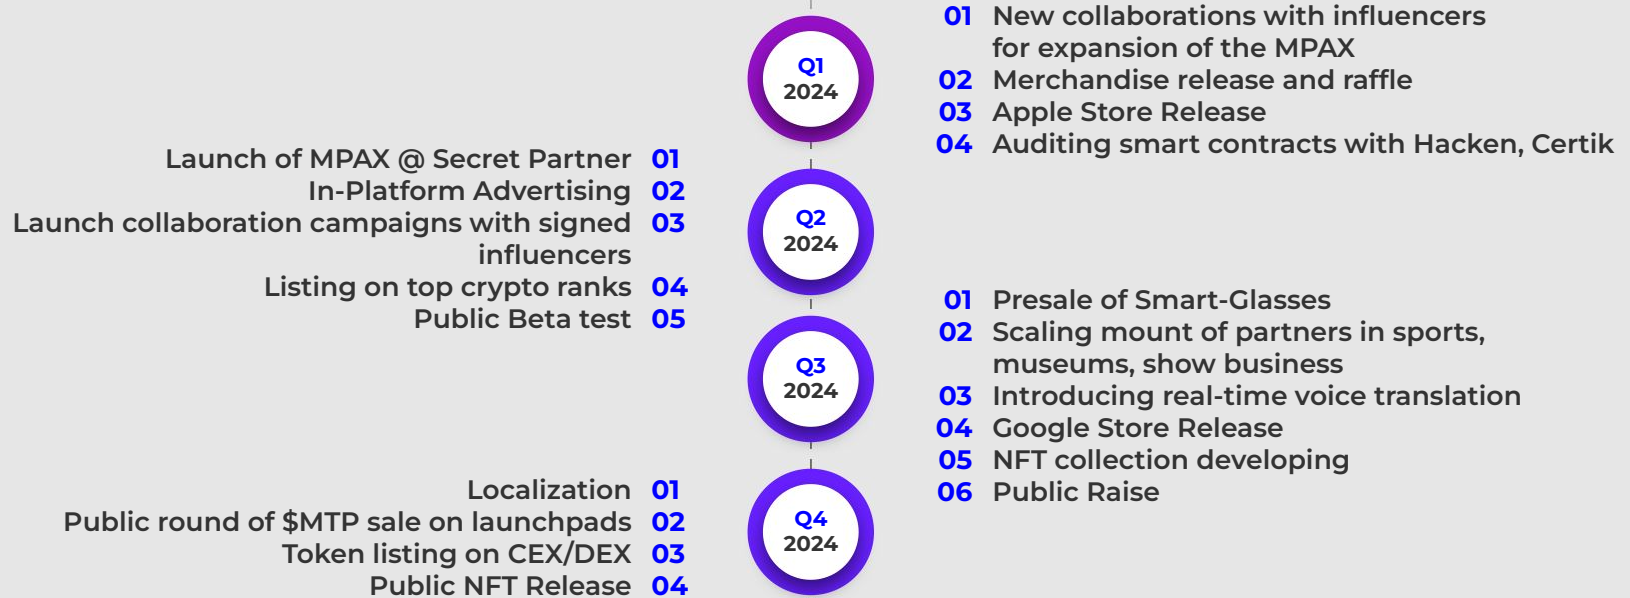 Q1
2024
01 New collaborations with influencers
for expansion of the MPAX
02 Merchandise release and raffle
03 Apple Store Release
04 Auditing smart contracts with Hacken, Certik
Q2
2024
Launch of MPAX @ Secret Partner 01
In-Platform Advertising 02
Launch collaboration campaigns with signed 03
influencers
Listing on top crypto ranks 04
Public Beta test 05
Q3
2024
01 Presale of Smart-Glasses
02 Scaling mount of partners in sports,
museums, show business
03 Introducing real-time voice translation
04 Google Store Release
05 NFT collection developing
06 Public Raise
Q4
2024
Localization 01
Public round of $MTP sale on launchpads 02
Token listing on CEX/DEX 03
Public NFT Release 04